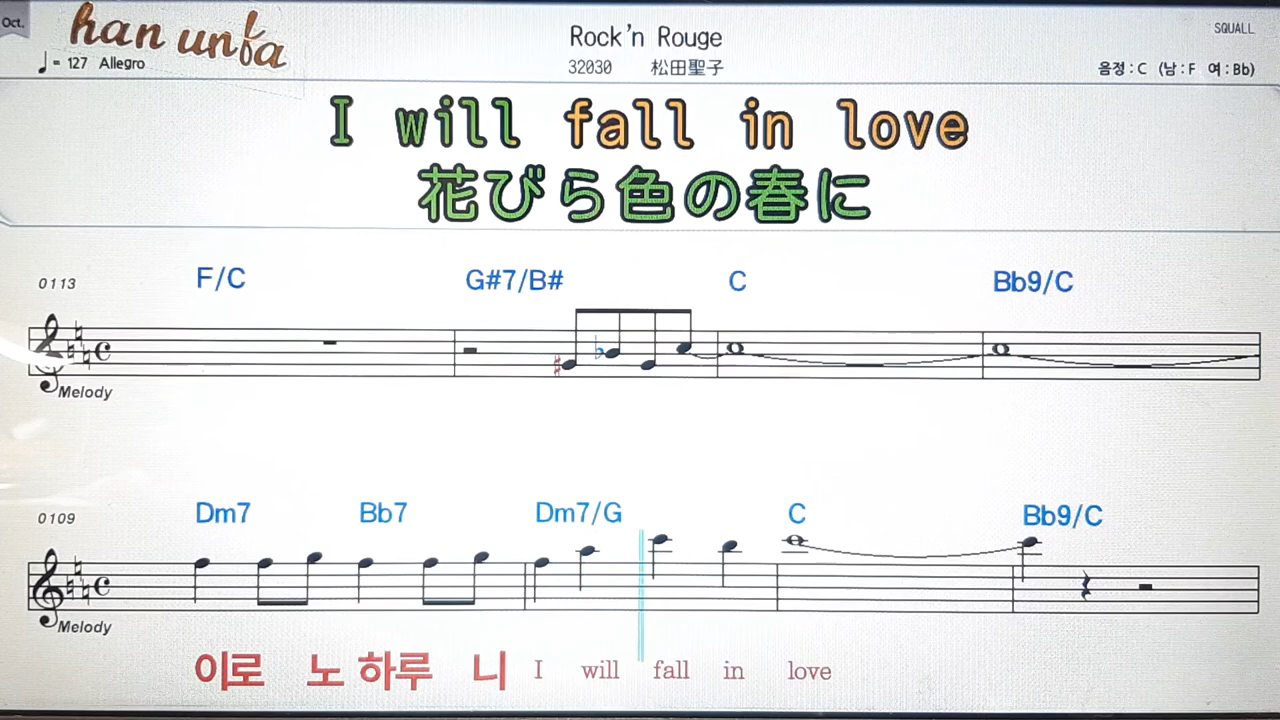 Oct.
han unba
♩= 127 Allegro
Rock'n Rouge
32030 松田聖子
SQUALL
음정 : C (남 : F 여 : Bb)
I will fall in love
花びら色の春に
0113 F/C G#7/B# C Bb9/C
Melody
0109 Dm7 Bb7 Dm7/G C Bb9/C
Melody
이로 노 하루 니 I will fall in love